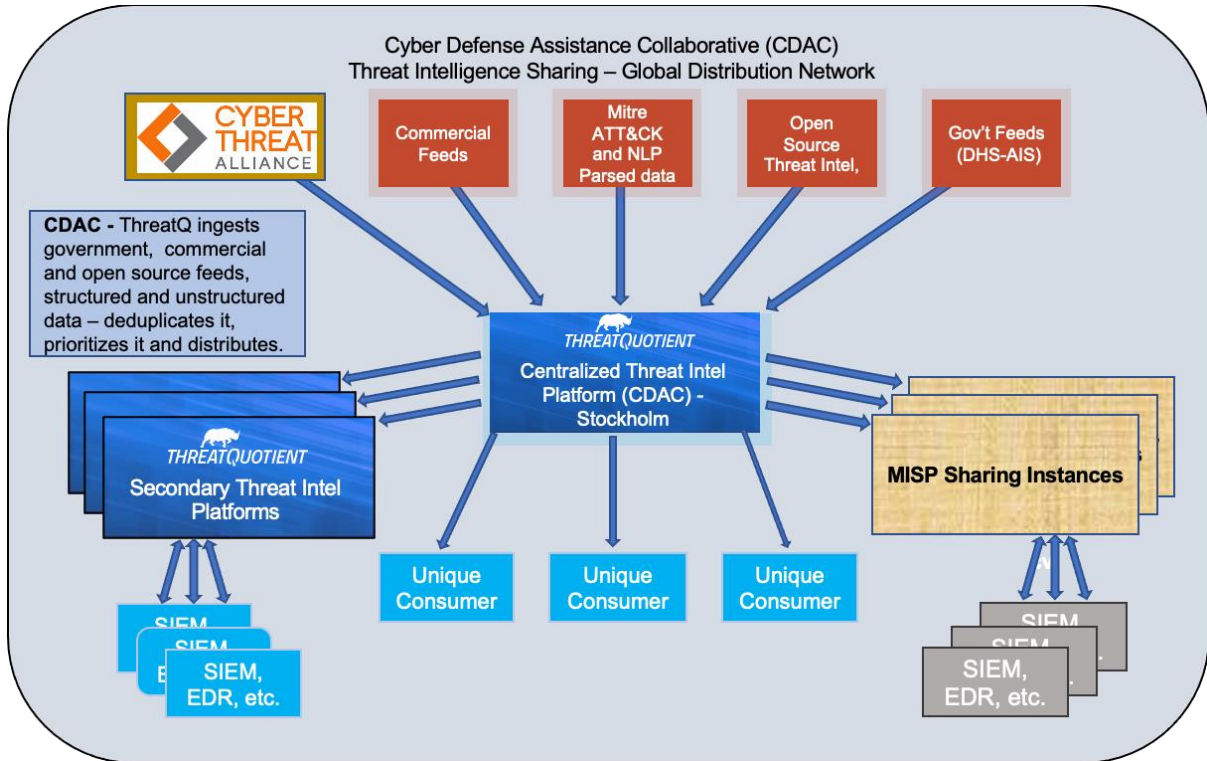 Cyber Defense Assistance Collaborative (CDAC)
Threat Intelligence Sharing – Global Distribution Network
CYBER
THREAT
ALLIANCE
Commercial
Feeds
Mitre
ATT&CK
and NLP
Parsed data
Open
Source
Threat Intel,
Gov't Feeds
(DHS-AIS)
CDAC - ThreatQ ingests
government, commercial
and open source feeds,
structured and unstructured
data – deduplicates it,
prioritizes it and distributes.
THREATQUOTIENT
Centralized Threat Intel
Platform (CDAC) -
Stockholm
THREATQUOTIENT
Secondary Threat Intel
Platforms
MISP Sharing Instances
Unique
Consumer
Unique
Consumer
Unique
Consumer
SIEM,
SIEM,
SIEM,
EDR, etc.
SIEM,
SIEM,
SIEM,
EDR, etc.